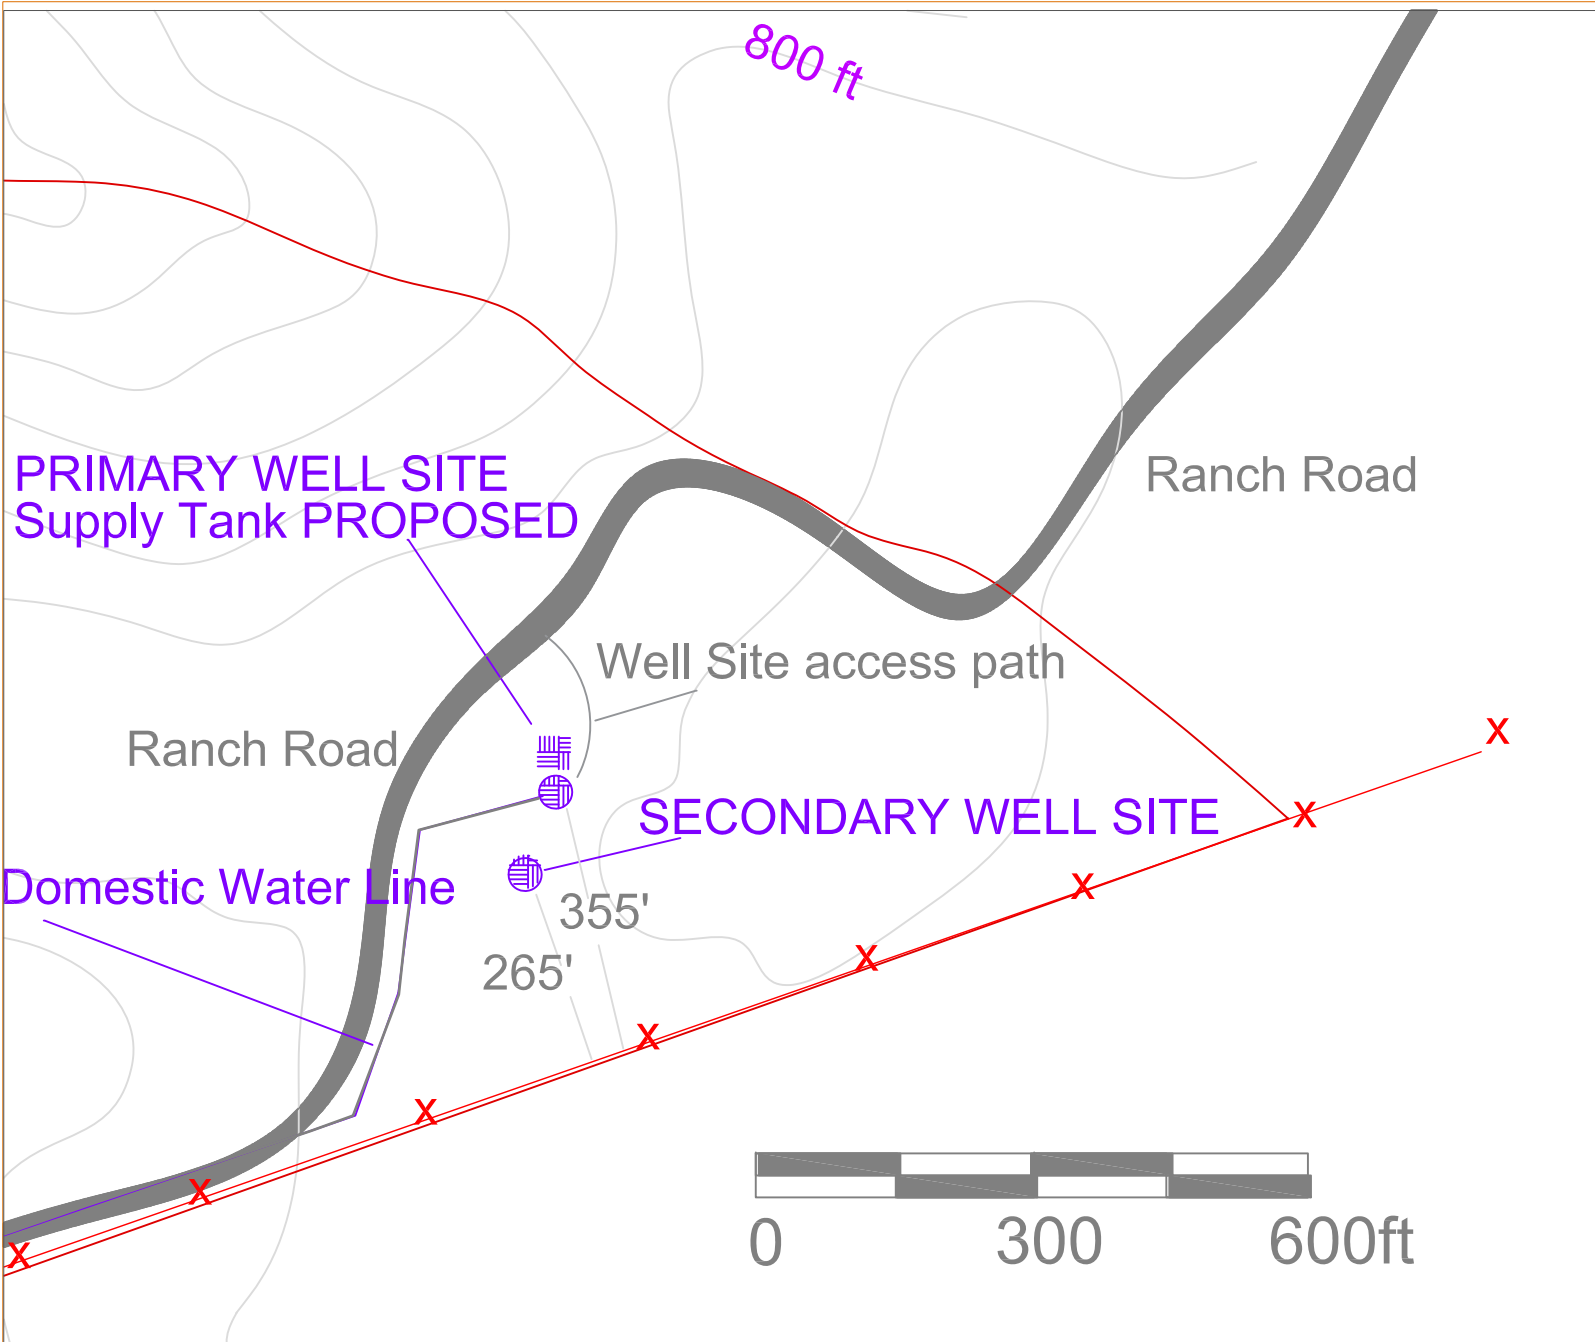 800 ft
PRIMARY WELL SITE
Supply Tank PROPOSED
Ranch Road
Well Site access path
Ranch Road
X
X
SECONDARY WELL SITE
Domestic Water Line
X
355'
265'
X
X
X
X
X
0 300 600ft